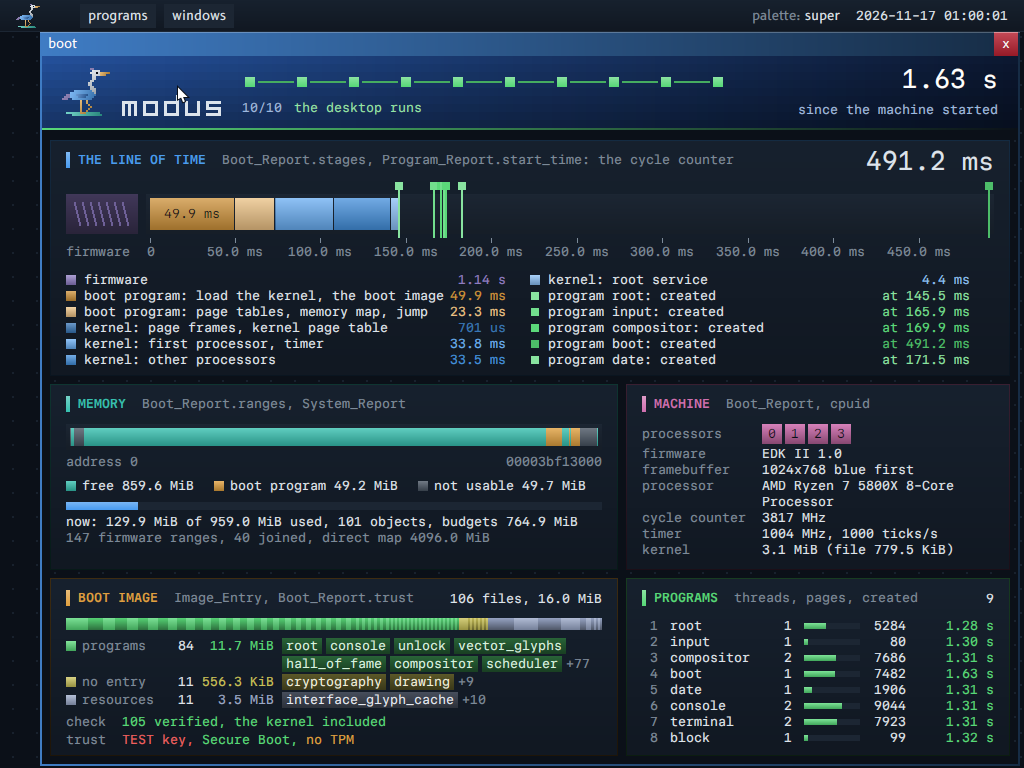 programs windows palette: super 2026-11-17 01:00:01
boot x
MODUS 10/10 the desktop runs
1.63 s
since the machine started
THE LINE OF TIME Boot_Report.stages, Program_Report.start_time: the cycle counter 491.2 ms
49.9 ms
firmware 0 50.0 ms 100.0 ms 150.0 ms 200.0 ms 250.0 ms 300.0 ms 350.0 ms 400.0 ms 450.0 ms
firmware 1.14 s
boot program: load the kernel, the boot image 49.9 ms
boot program: page tables, memory map, jump 23.3 ms
kernel: page frames, kernel page table 701 us
kernel: first processor, timer 33.8 ms
kernel: other processors 33.5 ms
kernel: root service 4.4 ms
program root: created at 145.5 ms
program input: created at 165.9 ms
program compositor: created at 169.9 ms
program boot: created at 491.2 ms
program date: created at 171.5 ms
MEMORY Boot_Report.ranges, System_Report
address 0 00003bf13000
free 859.6 MiB boot program 49.2 MiB not usable 49.7 MiB
now: 129.9 MiB of 959.0 MiB used, 101 objects, budgets 764.9 MiB
147 firmware ranges, 40 joined, direct map 4096.0 MiB
MACHINE Boot_Report, cpuid
processors 0 1 2 3
firmware EDK II 1.0
framebuffer 1024x768 blue first
processor AMD Ryzen 7 5800X 8-Core
Processor
cycle counter 3817 MHz
timer 1004 MHz, 1000 ticks/s
kernel 3.1 MiB (file 779.5 KiB)
BOOT IMAGE Image_Entry, Boot_Report.trust 106 files, 16.0 MiB
programs 84 11.7 MiB root console unlock vector_glyphs
hall_of_fame compositor scheduler +77
no entry 11 556.3 KiB cryptography drawing +9
resources 11 3.5 MiB interface_glyph_cache +10
check 105 verified, the kernel included
trust TEST key, Secure Boot, no TPM
PROGRAMS threads, pages, created 9
1 root 1 5284 1.28 s
2 input 1 80 1.30 s
3 compositor 2 7686 1.31 s
4 boot 1 7482 1.63 s
5 date 1 1906 1.31 s
6 console 2 9044 1.31 s
7 terminal 2 7923 1.31 s
8 block 1 99 1.32 s